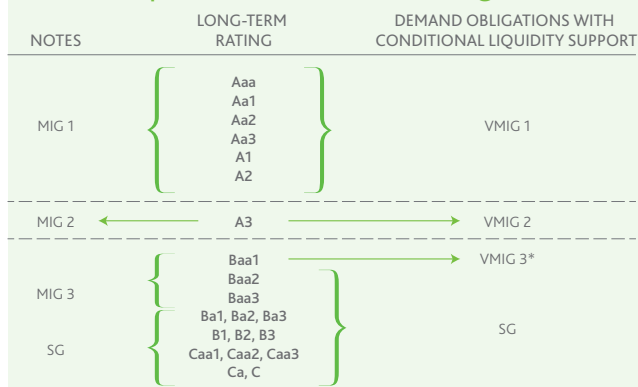 NOTES
LONG-TERM
RATING
DEMAND OBLIGATIONS WITH
CONDITIONAL LIQUIDITY SUPPORT
MIG 1
Aaa
Aa1
Aa2
Aa3
A1
A2
VMIG 1
MIG 2
A3
VMIG 2
MIG 3
Baa1
Baa2
Baa3
VMIG 3*
SG
Ba1, Ba2, Ba3
B1, B2, B3
Caa1, Caa2, Caa3
Ca, C
SG